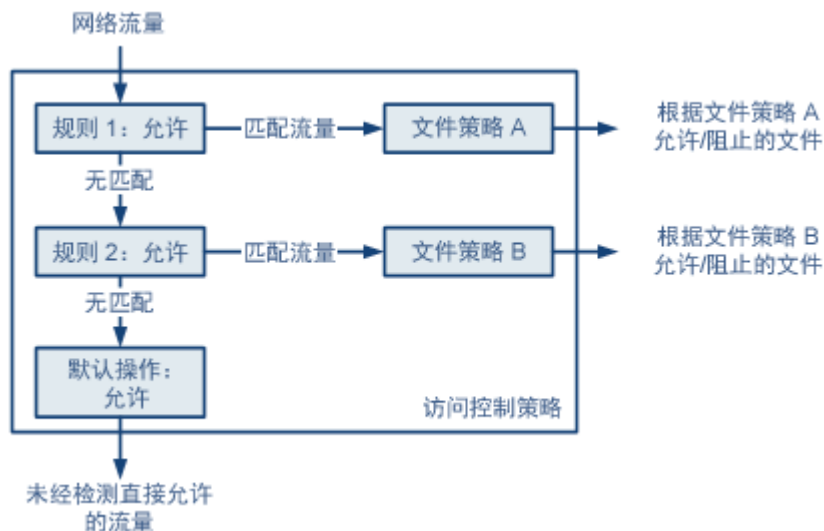 网络流量
规则 1：允许
匹配流量
文件策略 A
根据文件策略 A
允许/阻止的文件
无匹配
规则 2：允许
匹配流量
文件策略 B
根据文件策略 B
允许/阻止的文件
无匹配
默认操作：
允许
访问控制策略
未经检测直接允许
的流量